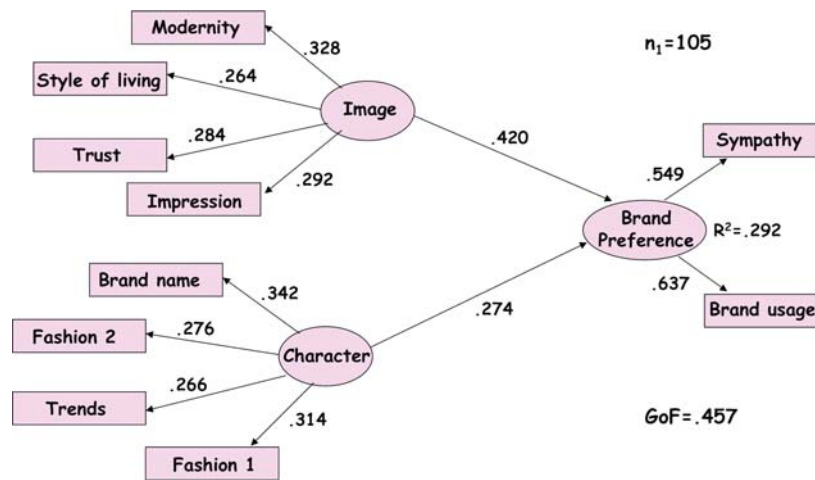 Modernity
n₁=105
.328
Style of living
.264
Image
.284
.420
Sympathy
Trust
.292
.549
Impression
Brand
Preference
R²=.292
Brand name
.342
.637
Brand usage
Fashion 2
.276
.274
Character
.266
Trends
.314
GoF=.457
Fashion 1